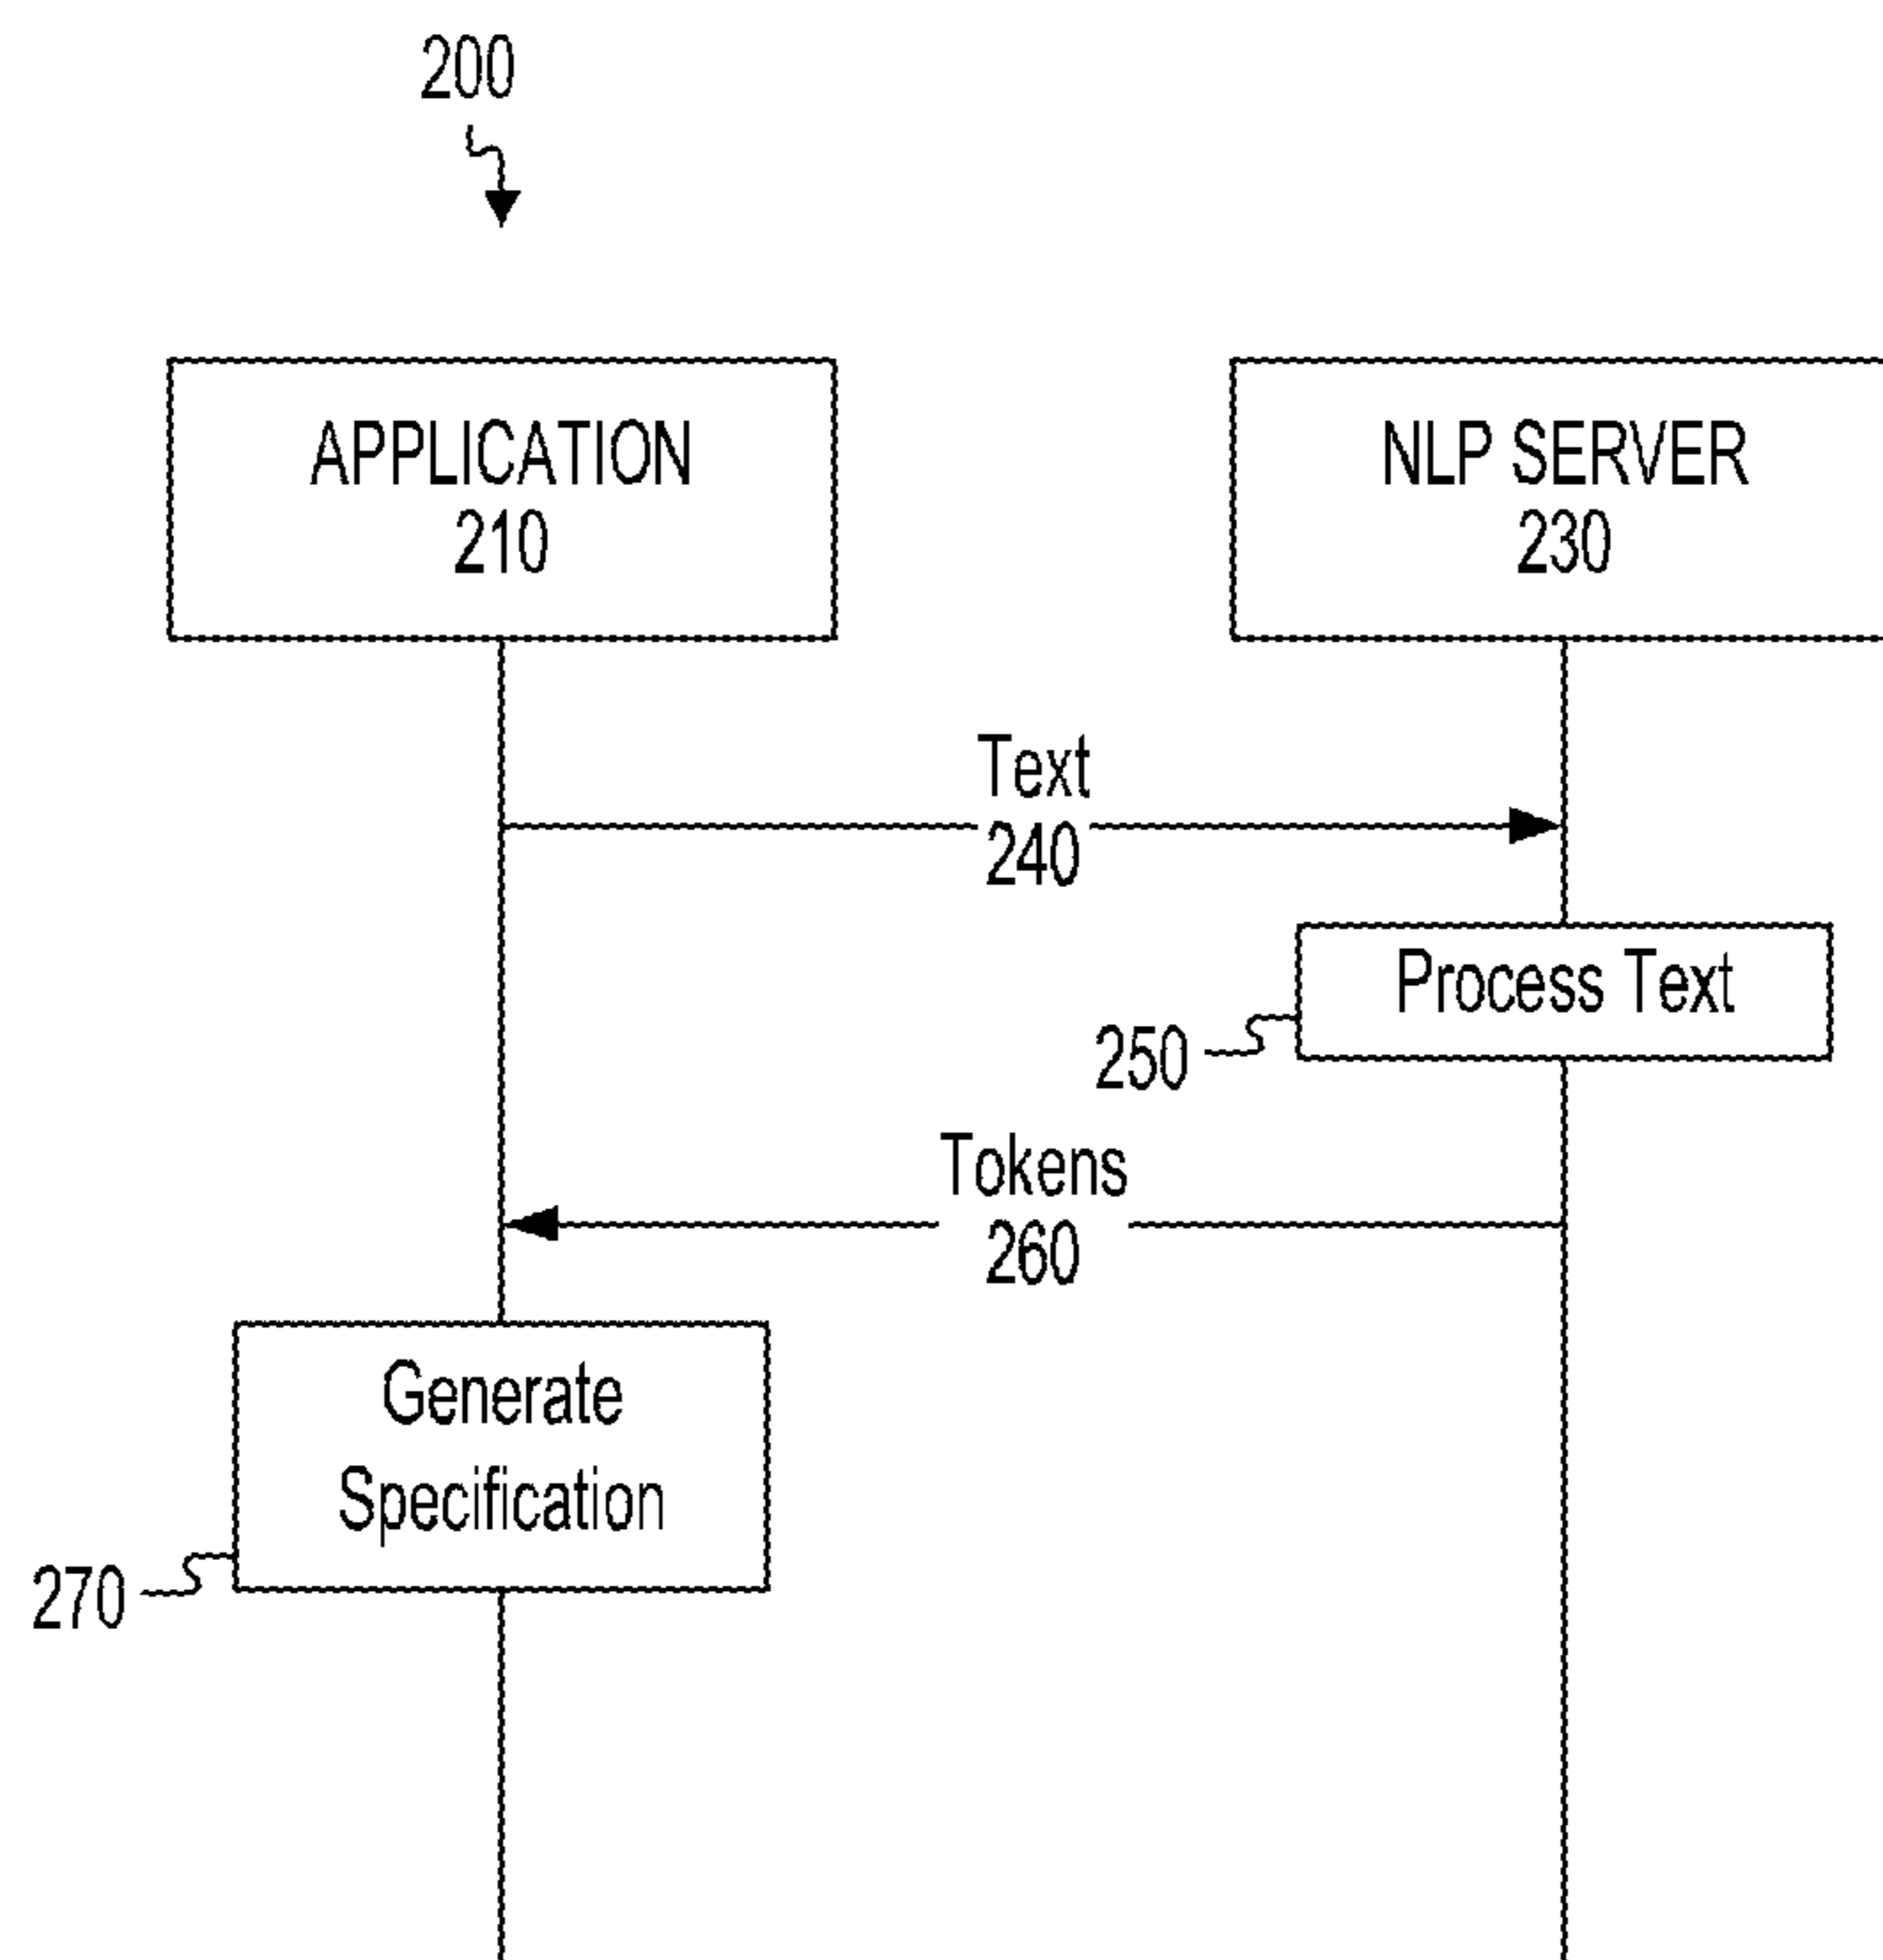 200
APPLICATION
210
NLP SERVER
230
Text
240
Process Text
250
Tokens
260
Generate
Specification
270